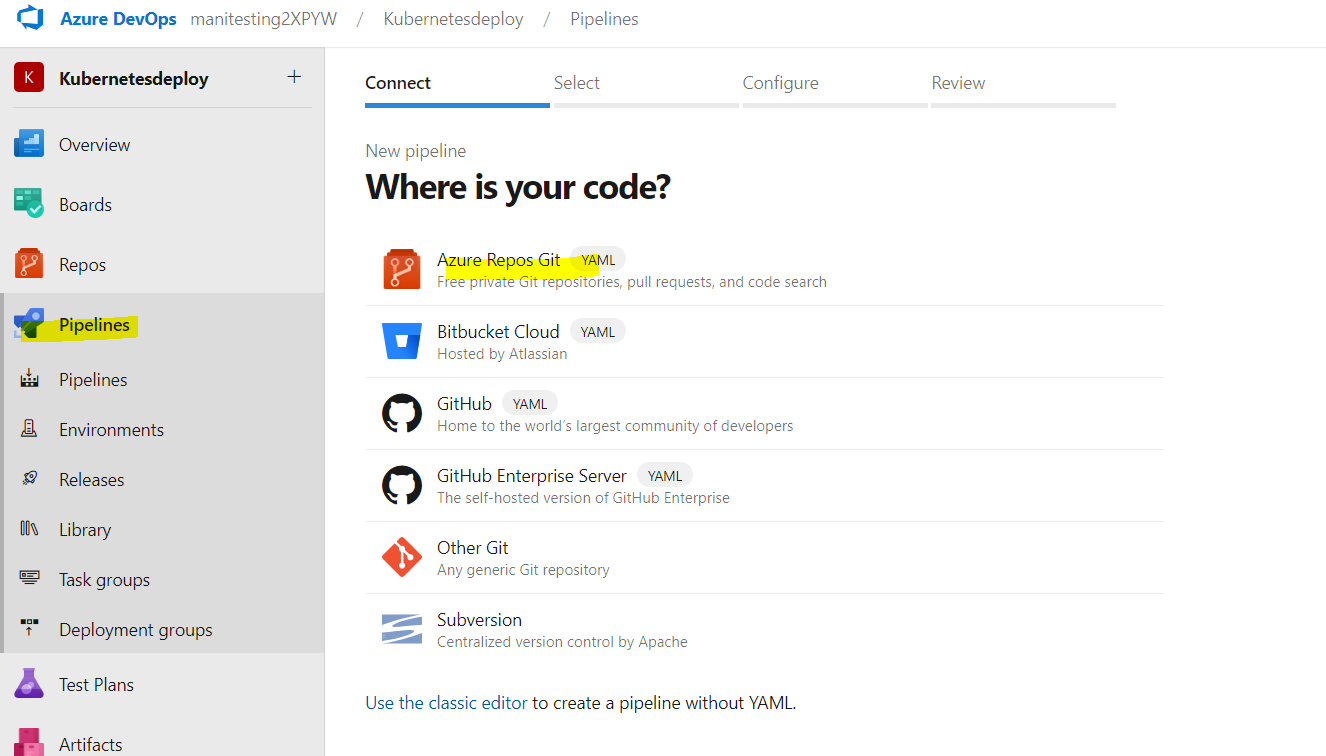 Azure DevOps manitesting2XPYW / Kubernetesdeploy / Pipelines
K Kubernetesdeploy +
Overview
Boards
Repos
Pipelines
Pipelines
Environments
Releases
Library
Task groups
Deployment groups
Test Plans
Artifacts
Connect Select Configure Review
New pipeline
Where is your code?
Azure Repos Git YAML
Free private Git repositories, pull requests, and code search
Bitbucket Cloud YAML
Hosted by Atlassian
GitHub YAML
Home to the world's largest community of developers
GitHub Enterprise Server YAML
The self-hosted version of GitHub Enterprise
Other Git
Any generic Git repository
Subversion
Centralized version control by Apache
Use the classic editor to create a pipeline without YAML.